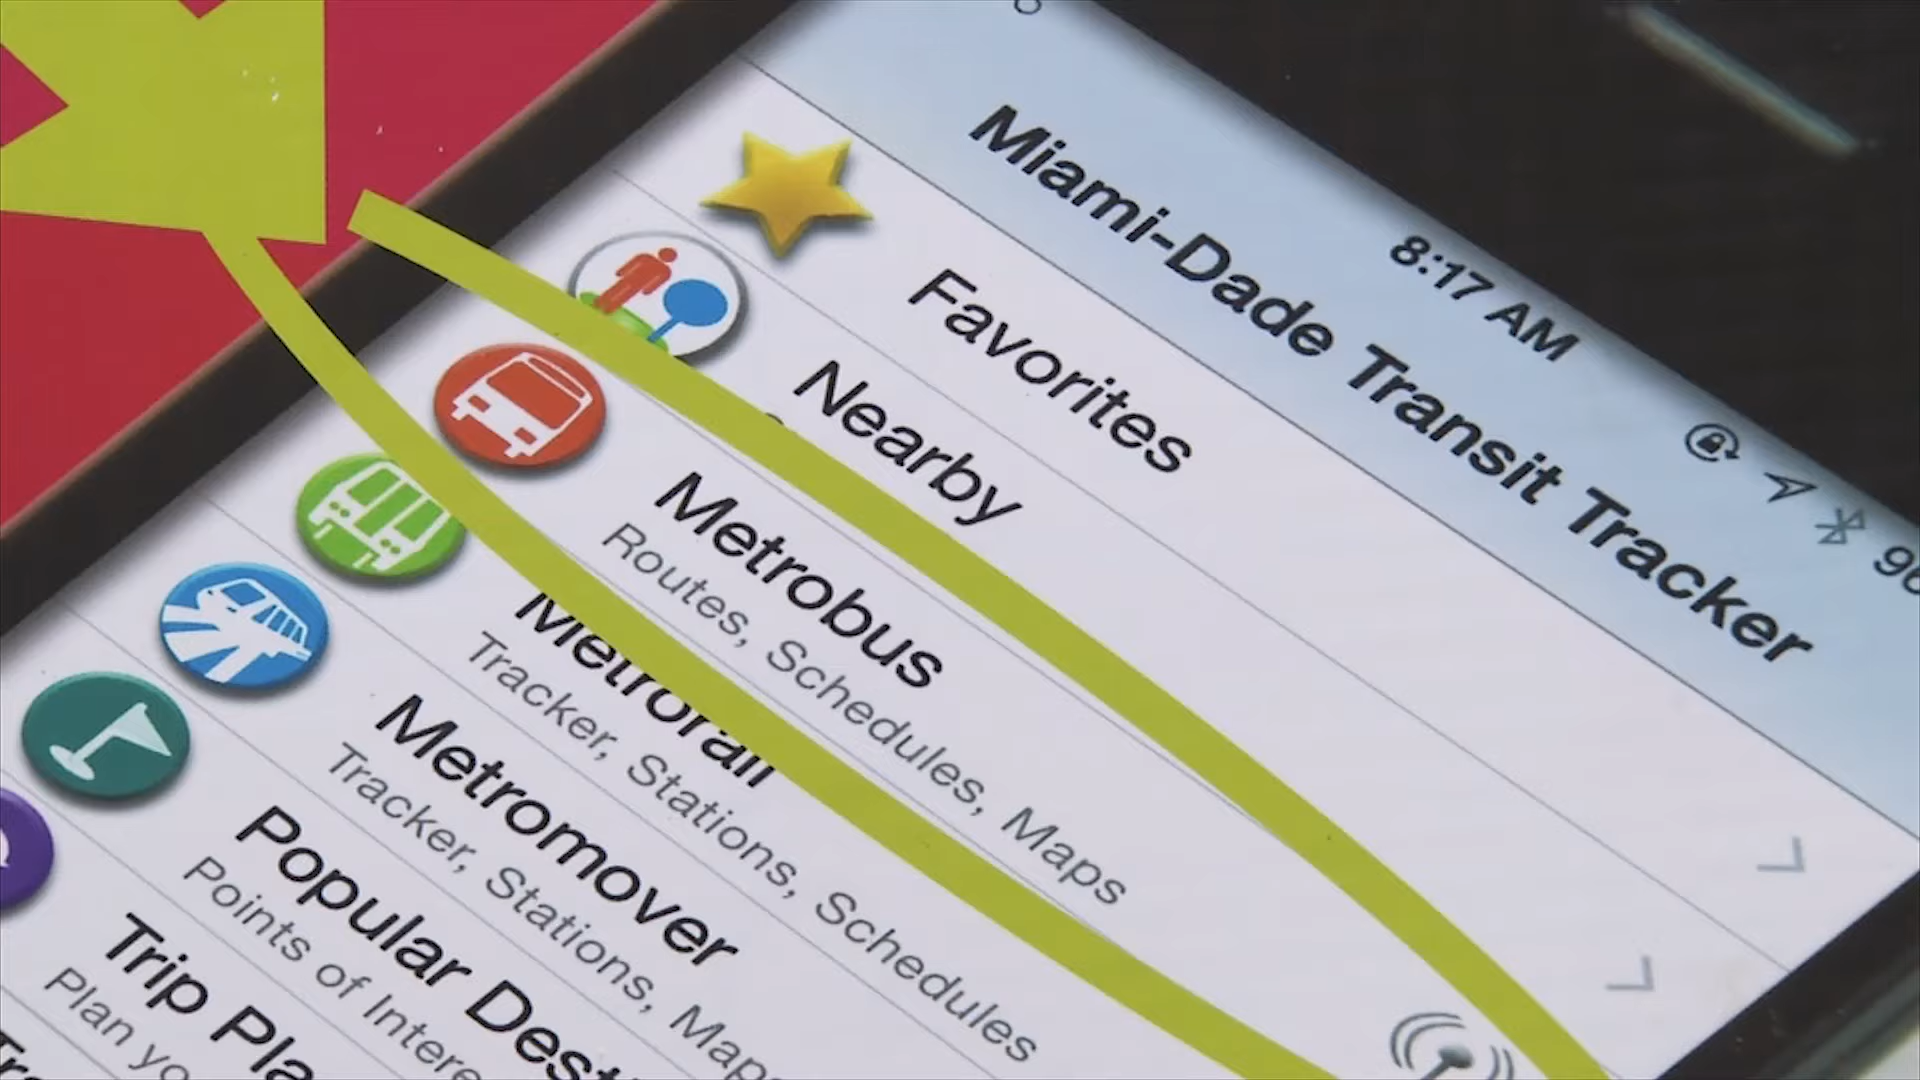 8:17 AM
Miami-Dade Transit Tracker
Favorites
Nearby
Metrobus
Routes, Schedules, Maps
Metrorail
Tracker, Stations, Schedules
Metromover
Tracker, Stations, Maps
Popular Dest
Points of Intere
Trip Pla
Plan yo